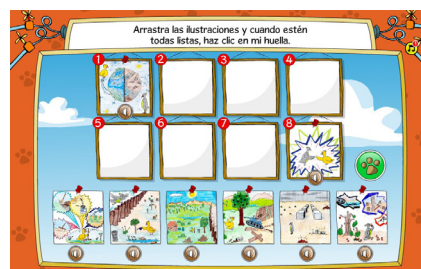 Arrastra las ilustraciones y cuando estén
todas listas, haz clic en mi huella.
1 2 3 4
5 6 7 8